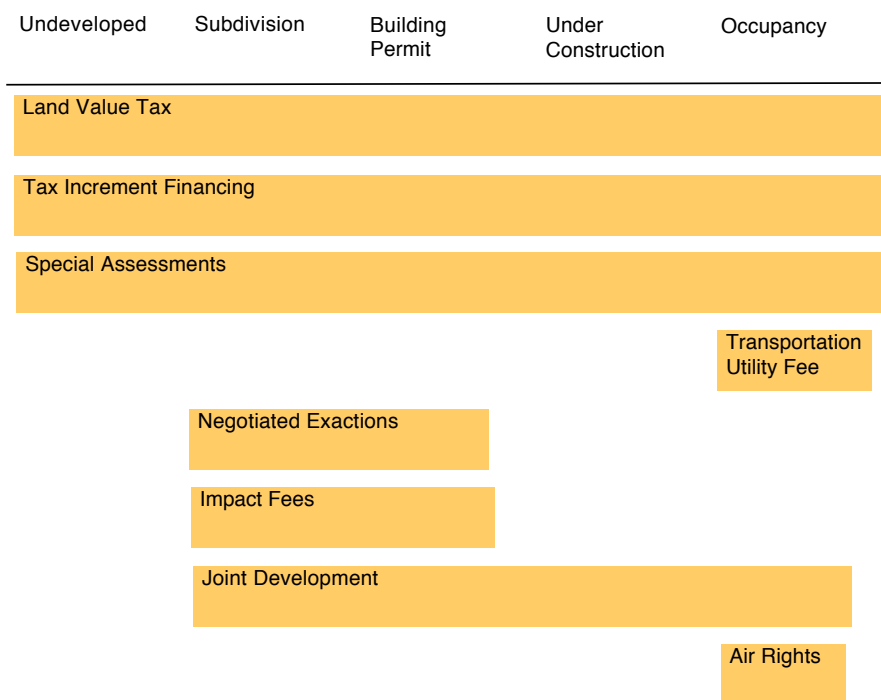 Undeveloped
Subdivision
Building
Permit
Under
Construction
Occupancy
Land Value Tax
Tax Increment Financing
Special Assessments
Transportation
Utility Fee
Negotiated Exactions
Impact Fees
Joint Development
Air Rights